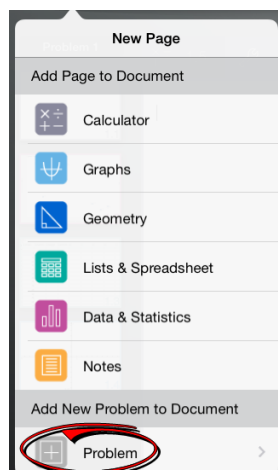 New Page
Add Page to Document
Calculator
Graphs
Geometry
Lists & Spreadsheet
Data & Statistics
Notes
Add New Problem to Document
Problem